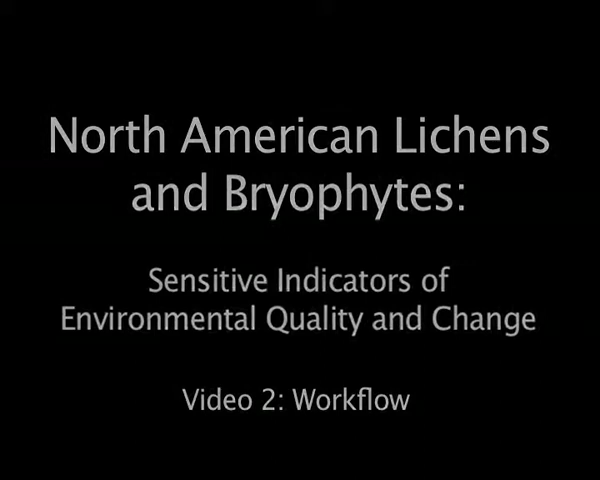 North American Lichens
and Bryophytes:
Sensitive Indicators of
Environmental Quality and Change
Video 2: Workflow